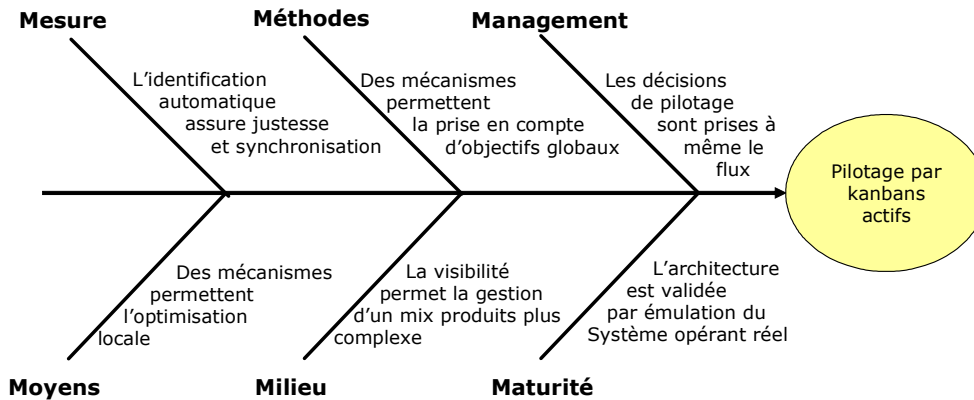 Mesure
Méthodes
Management
L'identification
automatique
assure justesse
et synchronisation
Des mécanismes
permettent
la prise en compte
d'objectifs globaux
Les décisions
de pilotage
sont prises à
même le
flux
Pilotage par
kanbans
actifs
Des mécanismes
permettent
l'optimisation
locale
La visibilité
permet la gestion
d'un mix produits plus
complexe
L'architecture
est validée
par émulation du
Système opérant réel
Moyens
Milieu
Maturité